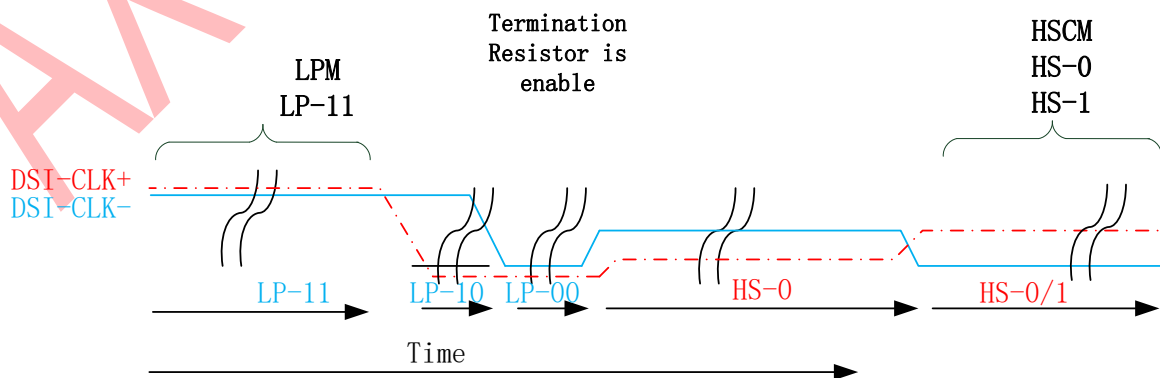 Termination
Resistor is
enable
HSCM
HS-0
HS-1
LPM
LP-11
DSI-CLK+
DSI-CLK-
LP-11
LP-10
LP-00
HS-0
HS-0/1
Time